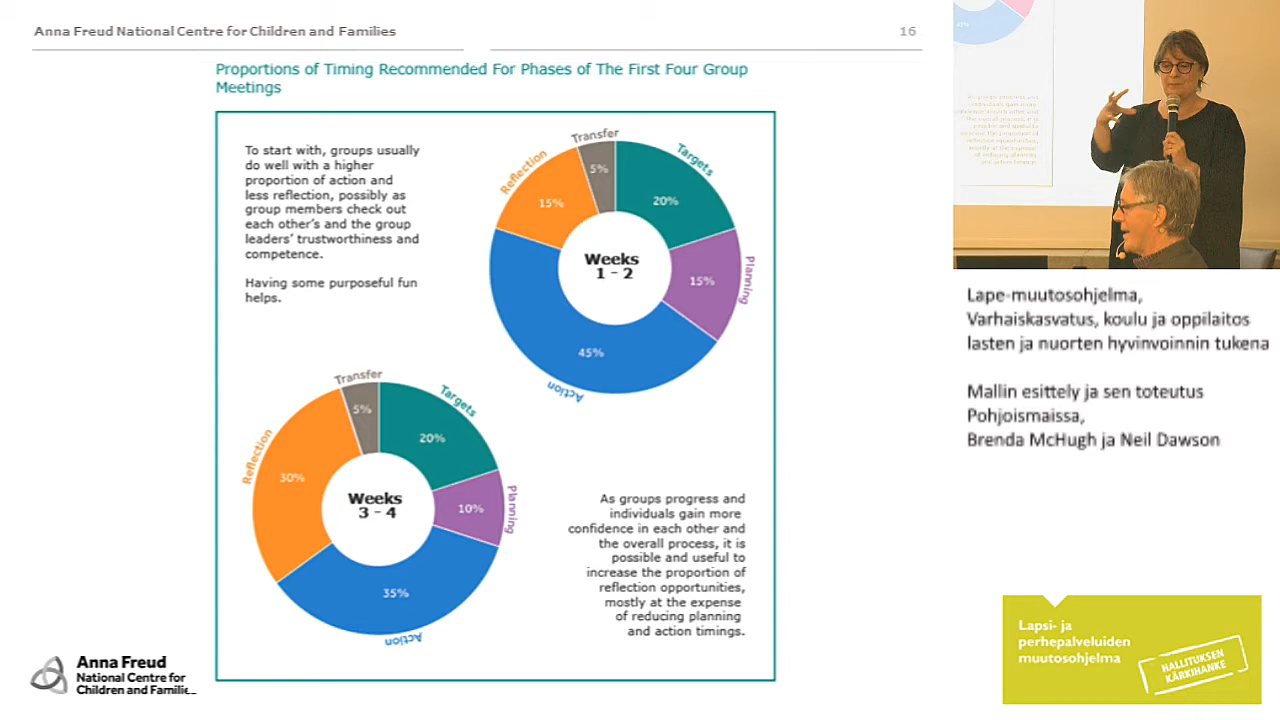 Anna Freud National Centre for Children and Families
16
Proportions of Timing Recommended For Phases of The First Four Group
Meetings
To start with, groups usually
do well with a higher
proportion of action and
less reflection, possibly as
group members check out
each other's and the group
leaders' trustworthiness and
competence.
Having some purposeful fun
helps.
Transfer
5%
Targets
20%
Planning
15%
Action
45%
Reflection
15%
Weeks
1 - 2
Transfer
5%
Targets
20%
Planning
10%
Action
35%
Reflection
30%
Weeks
3 - 4
As groups progress and
individuals gain more
confidence in each other and
the overall process, it is
possible and useful to
increase the proportion of
reflection opportunities,
mostly at the expense
of reducing planning
and action timings.
Anna Freud
National Centre for
Children and Families
Lape-muutosohjelma,
Varhaiskasvatus, koulu ja oppilaitos
lasten ja nuorten hyvinvoinnin tukena
Mallin esittely ja sen toteutus
Pohjoismaissa,
Brenda McHugh ja Neil Dawson
Lapsi- ja
perhepalveluiden
muutosohjelma
HALLITUKSEN
KÄRKIHANKE